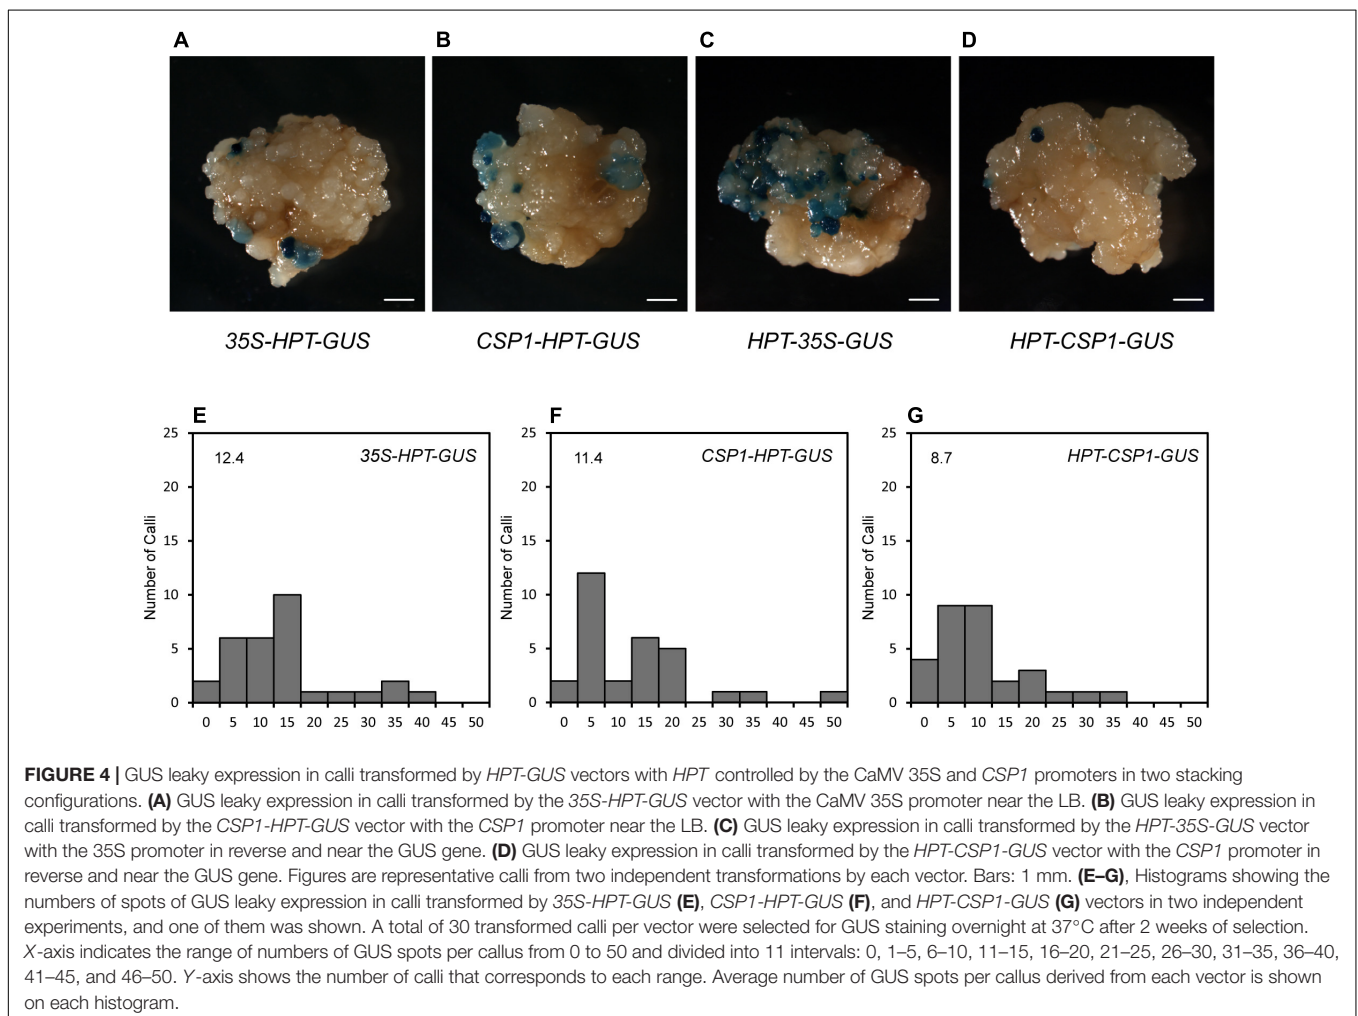 A B C D
35S-HPT-GUS CSP1-HPT-GUS HPT-35S-GUS HPT-CSP1-GUS
E F G
25 12.4 35S-HPT-GUS
20
15
10
5
0
Number of Calli
0 5 10 15 20 25 30 35 40 45 50
25 11.4 CSP1-HPT-GUS
20
15
10
5
0
Number of Calli
0 5 10 15 20 25 30 35 40 45 50
25 8.7 HPT-CSP1-GUS
20
15
10
5
0
Number of Calli
0 5 10 15 20 25 30 35 40 45 50
FIGURE 4 | GUS leaky expression in calli transformed by HPT-GUS vectors with HPT controlled by the CaMV 35S and CSP1 promoters in two stacking
configurations. (A) GUS leaky expression in calli transformed by the 35S-HPT-GUS vector with the CaMV 35S promoter near the LB. (B) GUS leaky expression in
calli transformed by the CSP1-HPT-GUS vector with the CSP1 promoter near the LB. (C) GUS leaky expression in calli transformed by the HPT-35S-GUS vector
with the 35S promoter in reverse and near the GUS gene. (D) GUS leaky expression in calli transformed by the HPT-CSP1-GUS vector with the CSP1 promoter in
reverse and near the GUS gene. Figures are representative calli from two independent transformations by each vector. Bars: 1 mm. (E–G), Histograms showing the
numbers of spots of GUS leaky expression in calli transformed by 35S-HPT-GUS (E), CSP1-HPT-GUS (F), and HPT-CSP1-GUS (G) vectors in two independent
experiments, and one of them was shown. A total of 30 transformed calli per vector were selected for GUS staining overnight at 37°C after 2 weeks of selection.
X-axis indicates the range of numbers of GUS spots per callus from 0 to 50 and divided into 11 intervals: 0, 1–5, 6–10, 11–15, 16–20, 21–25, 26–30, 31–35, 36–40,
41–45, and 46–50. Y-axis shows the number of calli that corresponds to each range. Average number of GUS spots per callus derived from each vector is shown
on each histogram.